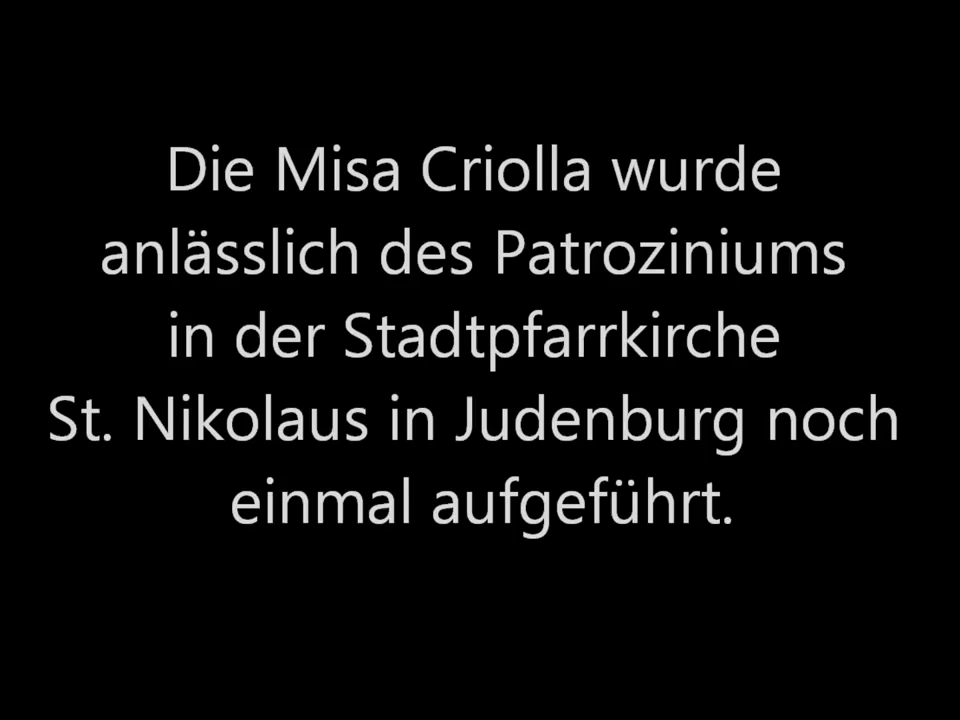 Die Misa Criolla wurde
anlässlich des Patroziniums
in der Stadtpfarrkirche
St. Nikolaus in Judenburg noch
einmal aufgeführt.